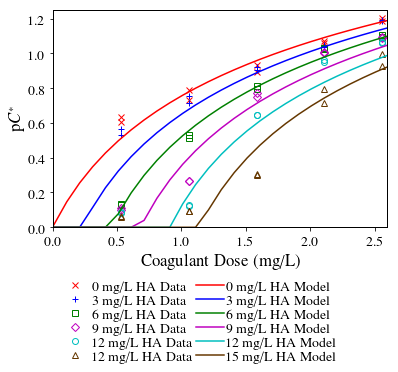 1.2
1.0
0.8
0.6
0.4
0.2
0.0
pC*
0.0 0.5 1.0 1.5 2.0 2.5
Coagulant Dose (mg/L)
0 mg/L HA Data 0 mg/L HA Model
3 mg/L HA Data 3 mg/L HA Model
6 mg/L HA Data 6 mg/L HA Model
9 mg/L HA Data 9 mg/L HA Model
12 mg/L HA Data 12 mg/L HA Model
12 mg/L HA Data 15 mg/L HA Model